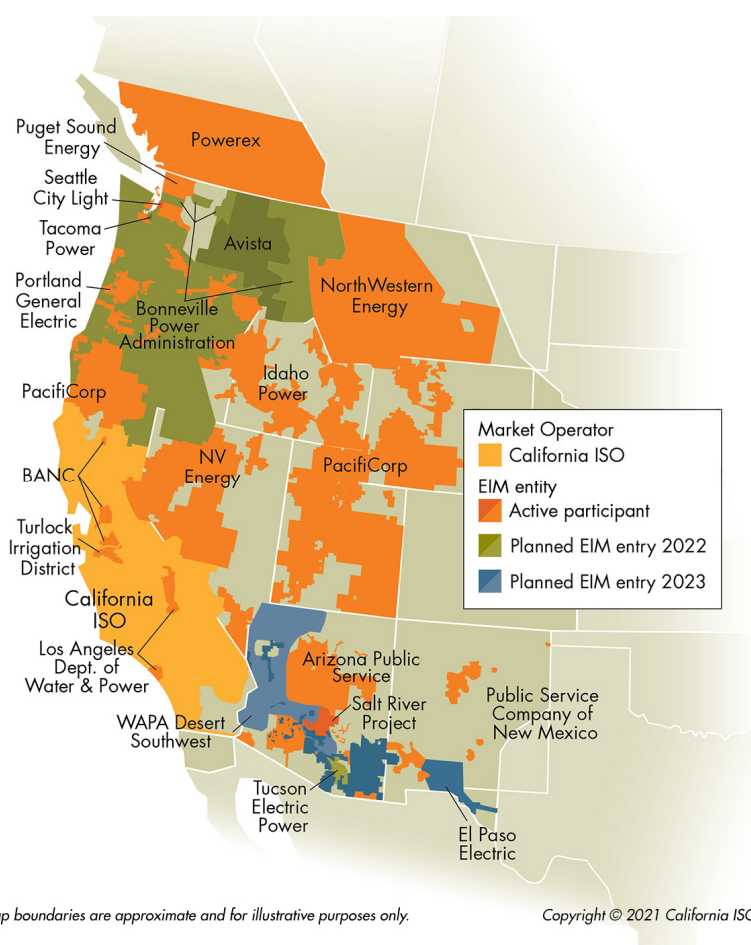 Powerex
Puget Sound
Energy
Seattle
City Light
Tacoma
Power
Avista
Portland
General
Electric
NorthWestern
Energy
Bonneville
Power
Administration
Idaho
Power
PacifiCorp
Market Operator
California ISO
EIM entity
Active participant
Planned EIM entry 2022
Planned EIM entry 2023
NV
Energy
PacifiCorp
BANC
Turlock
Irrigation
District
California
ISO
Los Angeles
Dept. of
Water & Power
Arizona Public
Service
Salt River
Project
Public Service
Company of
New Mexico
WAPA Desert
Southwest
Tucson
Electric
Power
El Paso
Electric
boundaries are approximate and for illustrative purposes only.
Copyright © 2021 California ISO